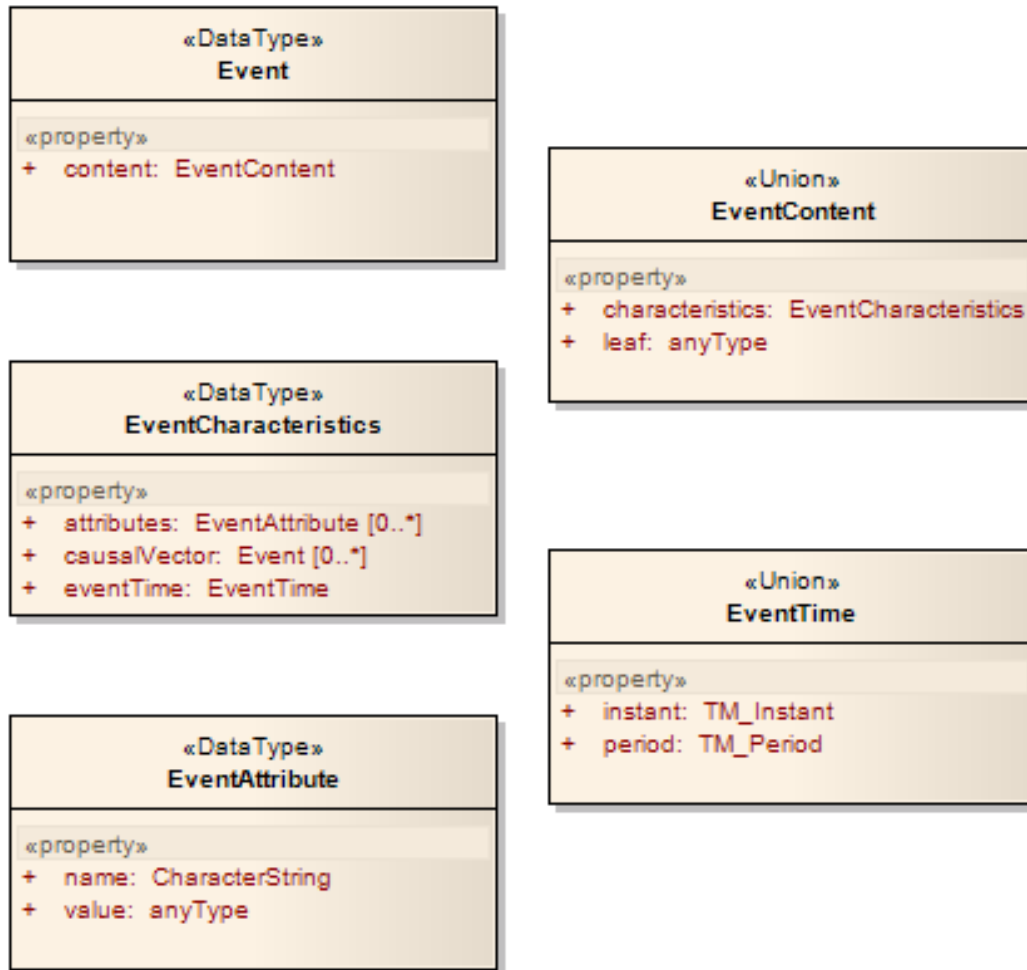 «DataType»
Event
«property»
+ content: EventContent
«DataType»
EventCharacteristics
«property»
+ attributes: EventAttribute [0..*]
+ causalVector: Event [0..*]
+ eventTime: EventTime
«DataType»
EventAttribute
«property»
+ name: CharacterString
+ value: anyType
«Union»
EventContent
«property»
+ characteristics: EventCharacteristics
+ leaf: anyType
«Union»
EventTime
«property»
+ instant: TM_Instant
+ period: TM_Period